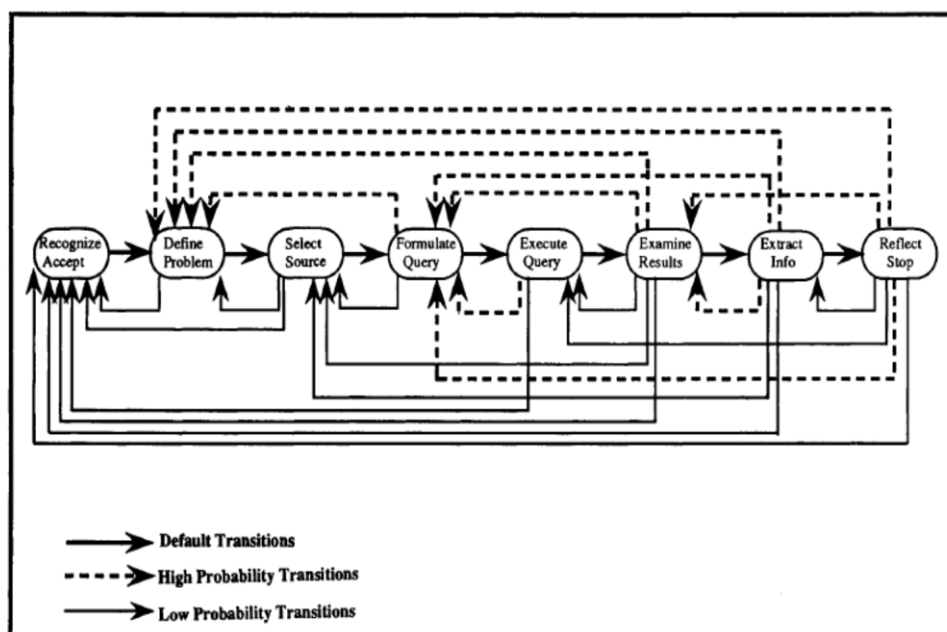 Recognize
Accept
Define
Problem
Select
Source
Formulate
Query
Execute
Query
Examine
Results
Extract
Info
Reflect
Stop
Default Transitions
High Probability Transitions
Low Probability Transitions